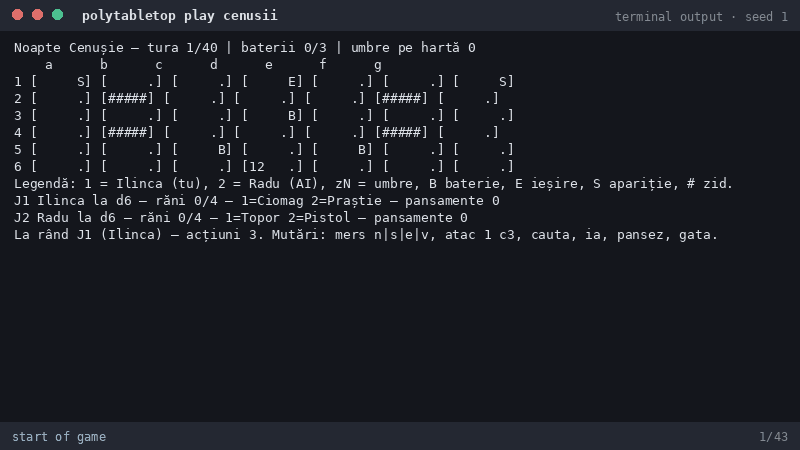 polytabletop play cenusii
terminal output · seed 1
Noapte Cenușie — tura 1/40 | baterii 0/3 | umbre pe hartă 0
a b c d e f g
1 [ S] [ .] [ .] [ E] [ .] [ .] [ S]
2 [ .] [#####] [ .] [ .] [ .] [#####] [ .]
3 [ .] [ .] [ .] [ B] [ .] [ .] [ .]
4 [ .] [#####] [ .] [ .] [ .] [#####] [ .]
5 [ .] [ .] [ B] [ .] [ B] [ .] [ .]
6 [ .] [ .] [ .] [12 .] [ .] [ .] [ .]
Legendă: 1 = Ilinca (tu), 2 = Radu (AI), zN = umbre, B baterie, E ieșire, S apariție, # zid.
J1 Ilinca la d6 — răni 0/4 — 1=Ciomag 2=Praștie — pansamente 0
J2 Radu la d6 — răni 0/4 — 1=Topor 2=Pistol — pansamente 0
La rând J1 (Ilinca) — acțiuni 3. Mutări: mers n|s|e|v, atac 1 c3, cauta, ia, pansez, gata.
start of game
1/43